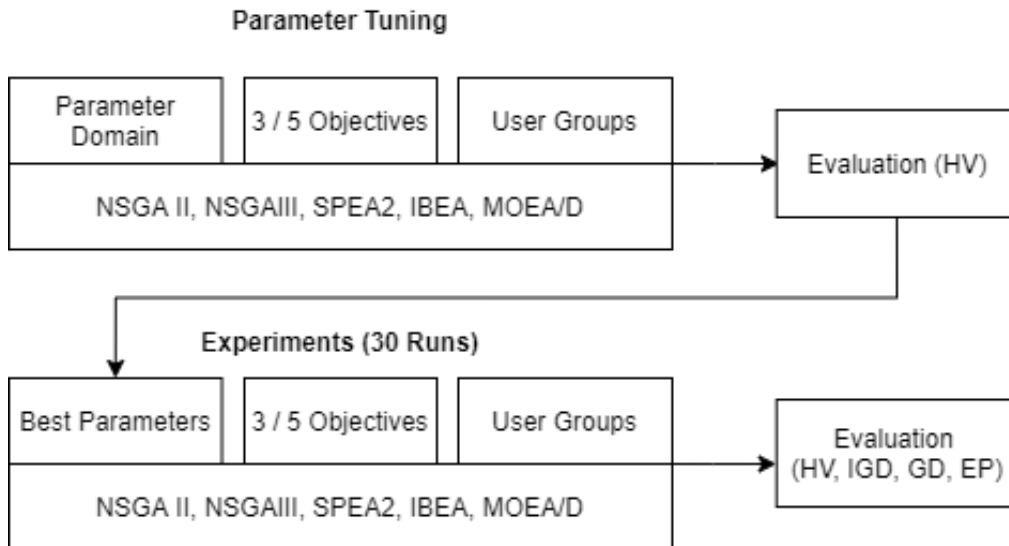 Parameter Tuning
Parameter
Domain
3 / 5 Objectives
User Groups
Evaluation (HV)
NSGA II, NSGAIII, SPEA2, IBEA, MOEA/D
Experiments (30 Runs)
Best Parameters
3 / 5 Objectives
User Groups
Evaluation
(HV, IGD, GD, EP)
NSGA II, NSGAIII, SPEA2, IBEA, MOEA/D